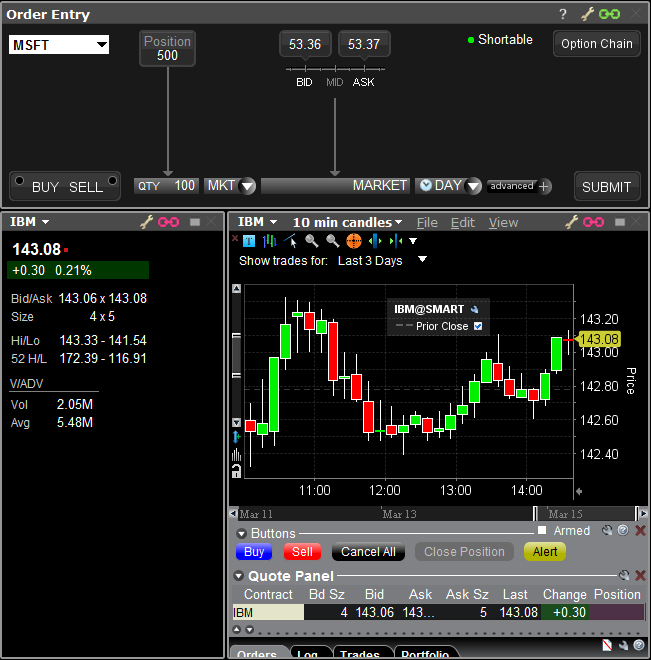 Order Entry ?
MSFT
Position
500
53.36 53.37
BID MID ASK
Shortable
Option Chain
BUY SELL QTY 100 MKT MARKET DAY advanced + SUBMIT
IBM
143.08
+0.30 0.21%
Bid/Ask 143.06 x 143.08
Size 4 x 5
Hi/Lo 143.33 - 141.54
52 H/L 172.39 - 116.91
V/ADV
Vol 2.05M
Avg 5.48M
IBM 10 min candles File Edit View
T
Show trades for: Last 3 Days
IBM@SMART
Prior Close
143.20
143.08
143.00
142.80
142.60
142.40
Price
11:00 12:00 13:00 14:00
Mar 11 Mar 13 Mar 15
Buttons Armed ?
Buy Sell Cancel All Close Position Alert
Quote Panel
Contract Bd Sz Bid Ask Ask Sz Last Change Position
IBM 4 143.06 143... 5 143.08 +0.30
Orders Log Trades Portfolio ?